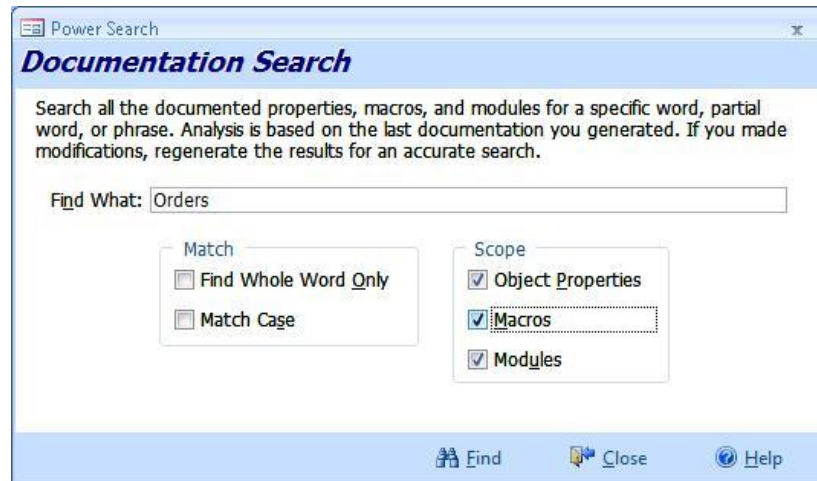 Power Search
x
Documentation Search
Search all the documented properties, macros, and modules for a specific word, partial
word, or phrase. Analysis is based on the last documentation you generated. If you made
modifications, regenerate the results for an accurate search.
Find What: Orders
Match
Find Whole Word Only
Match Case
Scope
Object Properties
Macros
Modules
Find
Close
Help